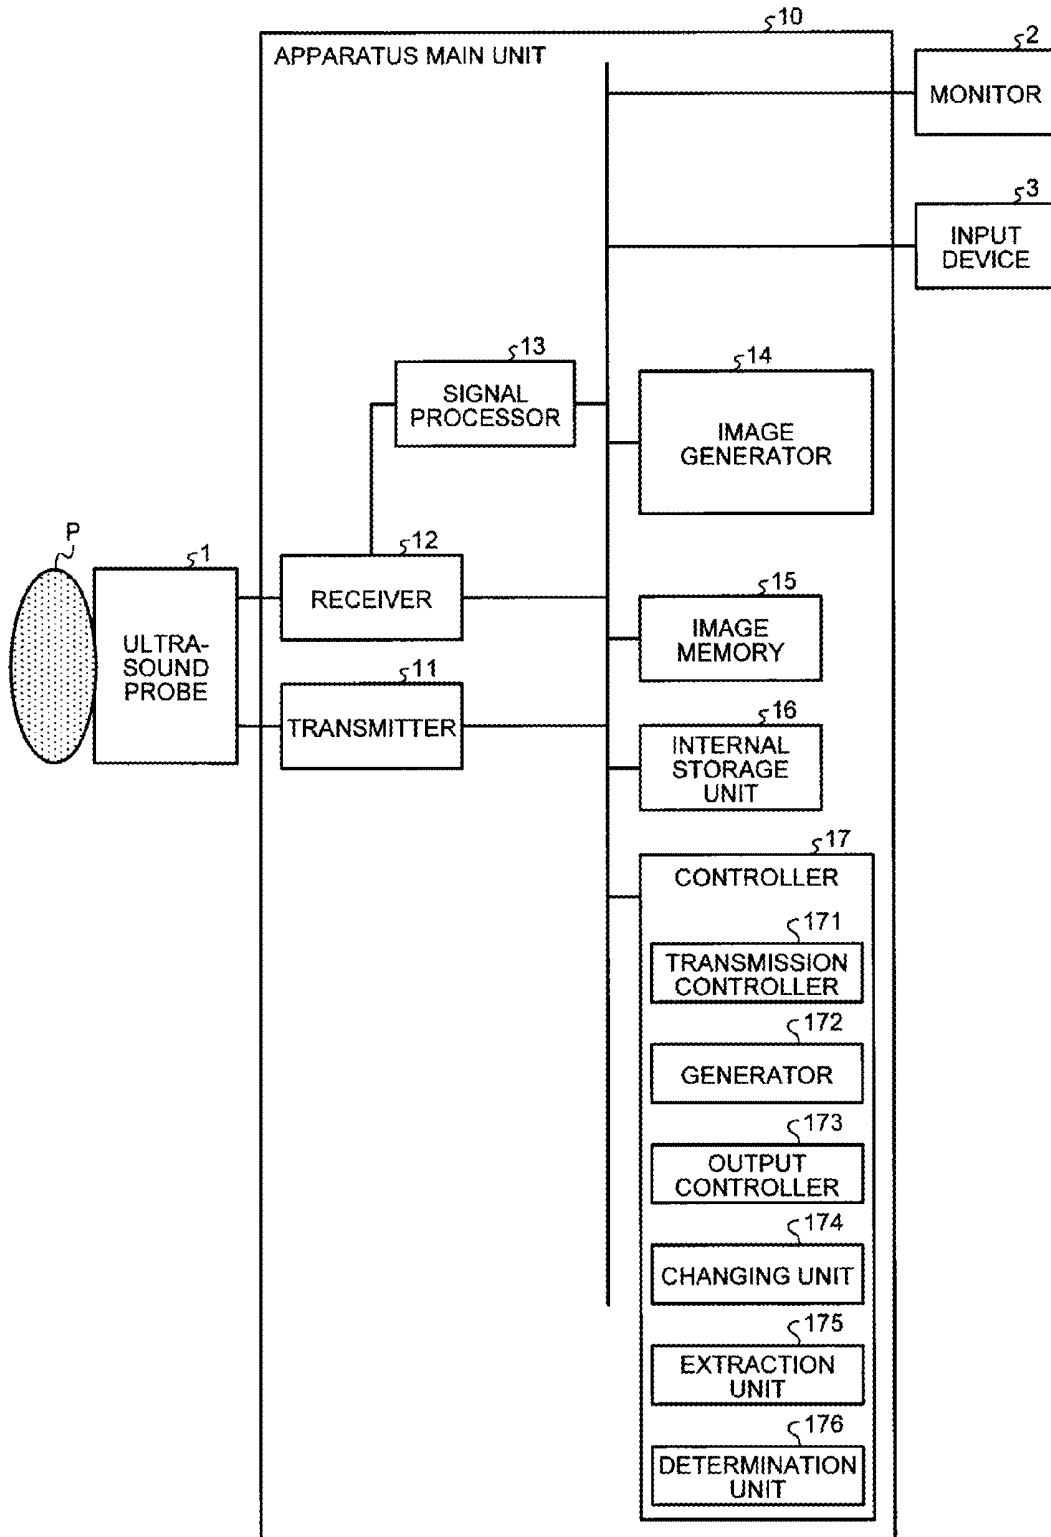 10
APPARATUS MAIN UNIT
2
MONITOR
3
INPUT
DEVICE
13
SIGNAL
PROCESSOR
14
IMAGE
GENERATOR
P
1
ULTRA-
SOUND
PROBE
12
RECEIVER
11
TRANSMITTER
15
IMAGE
MEMORY
16
INTERNAL
STORAGE
UNIT
17
CONTROLLER
171
TRANSMISSION
CONTROLLER
172
GENERATOR
173
OUTPUT
CONTROLLER
174
CHANGING UNIT
175
EXTRACTION
UNIT
176
DETERMINATION
UNIT